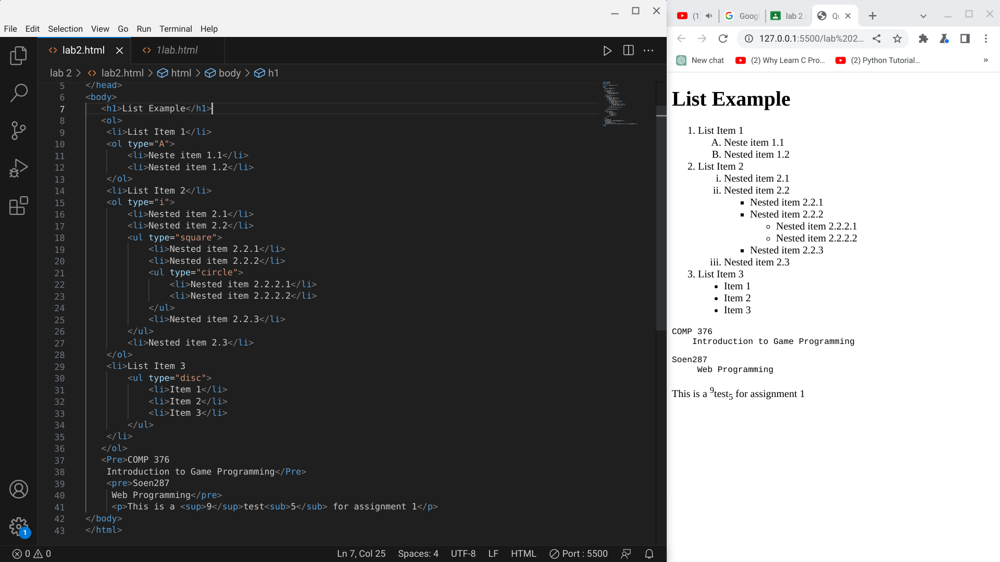 File Edit Selection View Go Run Terminal Help
lab2.html 1lab.html
lab 2 > lab2.html > html > body > h1
5 </head>
6 <body>
7 <h1>List Example</h1>
8 <ol>
9 <li>List Item 1</li>
10 <ol type="A">
11 <li>Neste item 1.1</li>
12 <li>Nested item 1.2</li>
13 </ol>
14 <li>List Item 2</li>
15 <ol type="i">
16 <li>Nested item 2.1</li>
17 <li>Nested item 2.2</li>
18 <ul type="square">
19 <li>Nested item 2.2.1</li>
20 <li>Nested item 2.2.2</li>
21 <ul type="circle">
22 <li>Nested item 2.2.2.1</li>
23 <li>Nested item 2.2.2.2</li>
24 </ul>
25 <li>Nested item 2.2.3</li>
26 </ul>
27 <li>Nested item 2.3</li>
28 </ol>
29 <li>List Item 3
30 <ul type="disc">
31 <li>Item 1</li>
32 <li>Item 2</li>
33 <li>Item 3</li>
34 </ul>
35 </li>
36 </ol>
37 <Pre>COMP 376
38 Introduction to Game Programming</Pre>
39 <pre>Soen287
40 Web Programming</pre>
41 <p>This is a <sup>9</sup>test<sub>5</sub> for assignment 1</p>
42 </body>
43 </html>
1
0 0 Ln 7, Col 25 Spaces: 4 UTF-8 LF HTML Port : 5500
(1) Goog lab 2 Qu
127.0.0.1:5500/lab%202...
New chat (2) Why Learn C Pro... (2) Python Tutorial... »
List Example
1. List Item 1
A. Neste item 1.1
B. Nested item 1.2
2. List Item 2
i. Nested item 2.1
ii. Nested item 2.2
Nested item 2.2.1
Nested item 2.2.2
Nested item 2.2.2.1
Nested item 2.2.2.2
Nested item 2.2.3
iii. Nested item 2.3
3. List Item 3
Item 1
Item 2
Item 3
COMP 376
Introduction to Game Programming
Soen287
Web Programming
This is a 9test5 for assignment 1